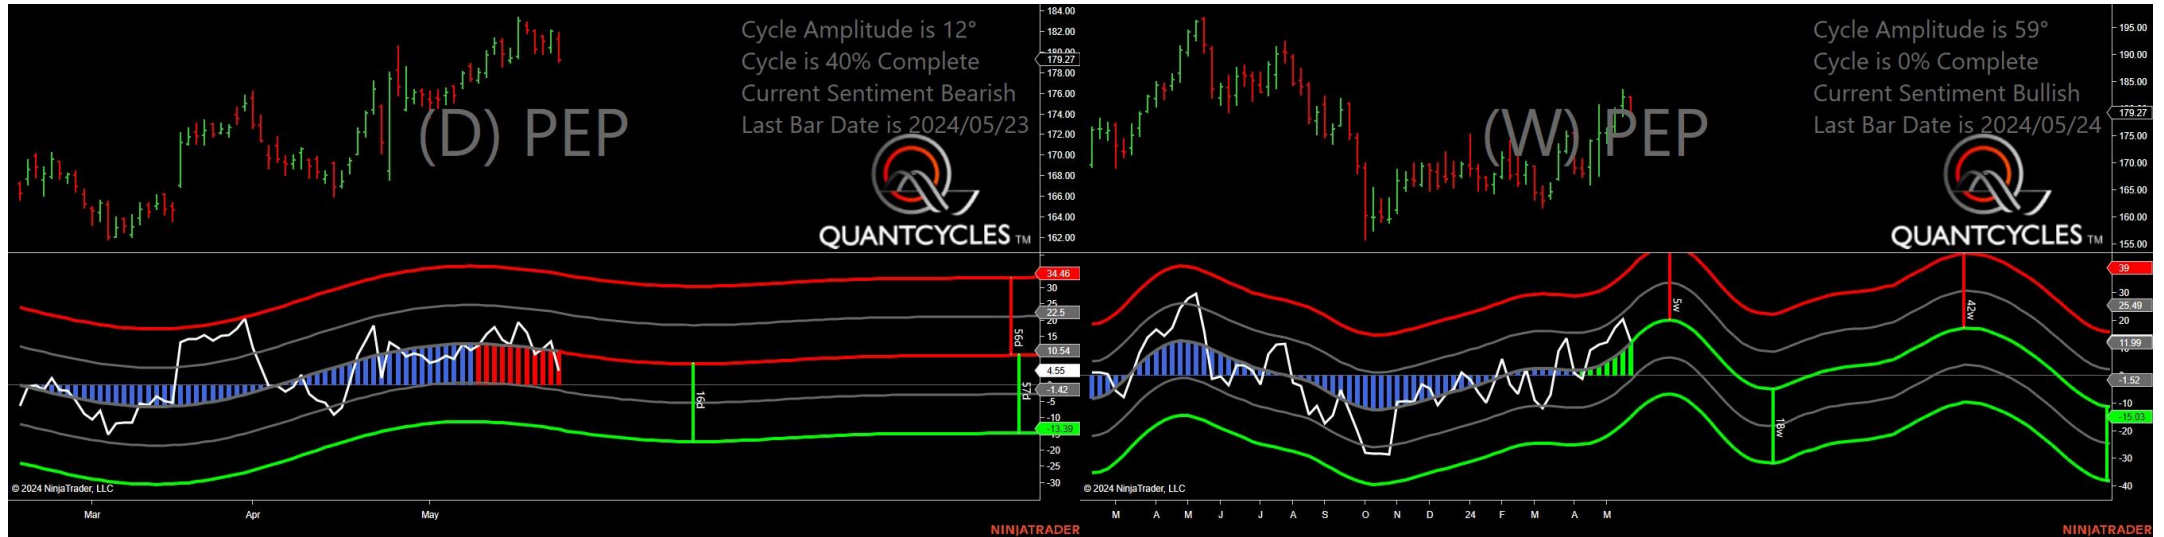 Cycle Amplitude is 12°
Cycle is 40% Complete
Current Sentiment Bearish
Last Bar Date is 2024/05/23
(D) PEP
QUANTCYCLES TM
184.00
182.00
180.00
179.27
178.00
176.00
174.00
172.00
170.00
168.00
166.00
164.00
162.00
34.46
30
25
22.5
20
15
10.54
4.55
-1.42
-5
-10
-13.39
-20
-25
-30
16d
56d
57d
© 2024 NinjaTrader, LLC
Mar
Apr
May
NINJATRADER
Cycle Amplitude is 59°
Cycle is 0% Complete
Current Sentiment Bullish
Last Bar Date is 2024/05/24
(W) PEP
QUANTCYCLES TM
195.00
190.00
185.00
179.27
175.00
170.00
165.00
160.00
155.00
39
30
25.49
20
11.99
-1.52
-10
-15.03
-20
-30
-40
5w
18w
42w
© 2024 NinjaTrader, LLC
M
A
M
J
J
A
S
O
N
D
24
F
M
A
M
NINJATRADER